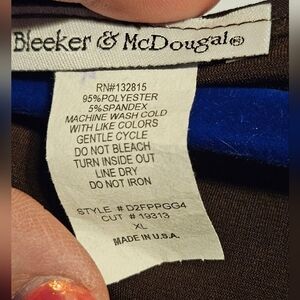 Bleeker & McDougal®
RN#132815
95%POLYESTER
5%SPANDEX
MACHINE WASH COLD
WITH LIKE COLORS
GENTLE CYCLE
DO NOT BLEACH
TURN INSIDE OUT
LINE DRY
DO NOT IRON
STYLE # D2FPPGG4
CUT # 19313
XL
MADE IN U.S.A.